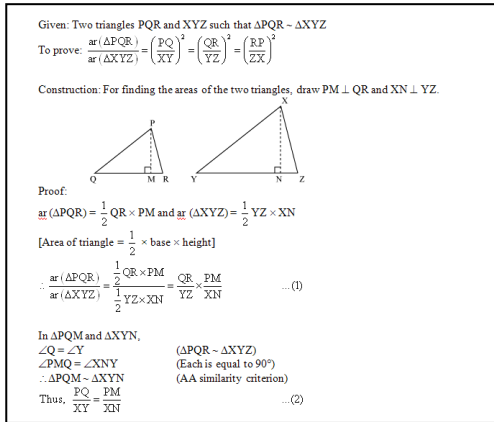 Given: Two triangles PQR and XYZ such that ΔPQR ~ ΔXYZ
To prove: ar(ΔPQR)/ar(ΔXYZ) = (PQ/XY)² = (QR/YZ)² = (RP/ZX)²
Construction: For finding the areas of the two triangles, draw PM ⊥ QR and XN ⊥ YZ.
X
P
Q M R Y N Z
Proof:
ar(ΔPQR) = 1/2 QR × PM and ar (ΔXYZ) = 1/2 YZ × XN
[Area of triangle = 1/2 × base × height]
∴ ar(ΔPQR)/ar(ΔXYZ) = (1/2 QR × PM)/(1/2 YZ × XN) = QR/YZ × PM/XN ...(1)
In ΔPQM and ΔXYN,
∠Q = ∠Y (ΔPQR ~ ΔXYZ)
∠PMQ = ∠XNY (Each is equal to 90°)
∴ΔPQM ~ ΔXYN (AA similarity criterion)
Thus, PQ/XY = PM/XN ...(2)